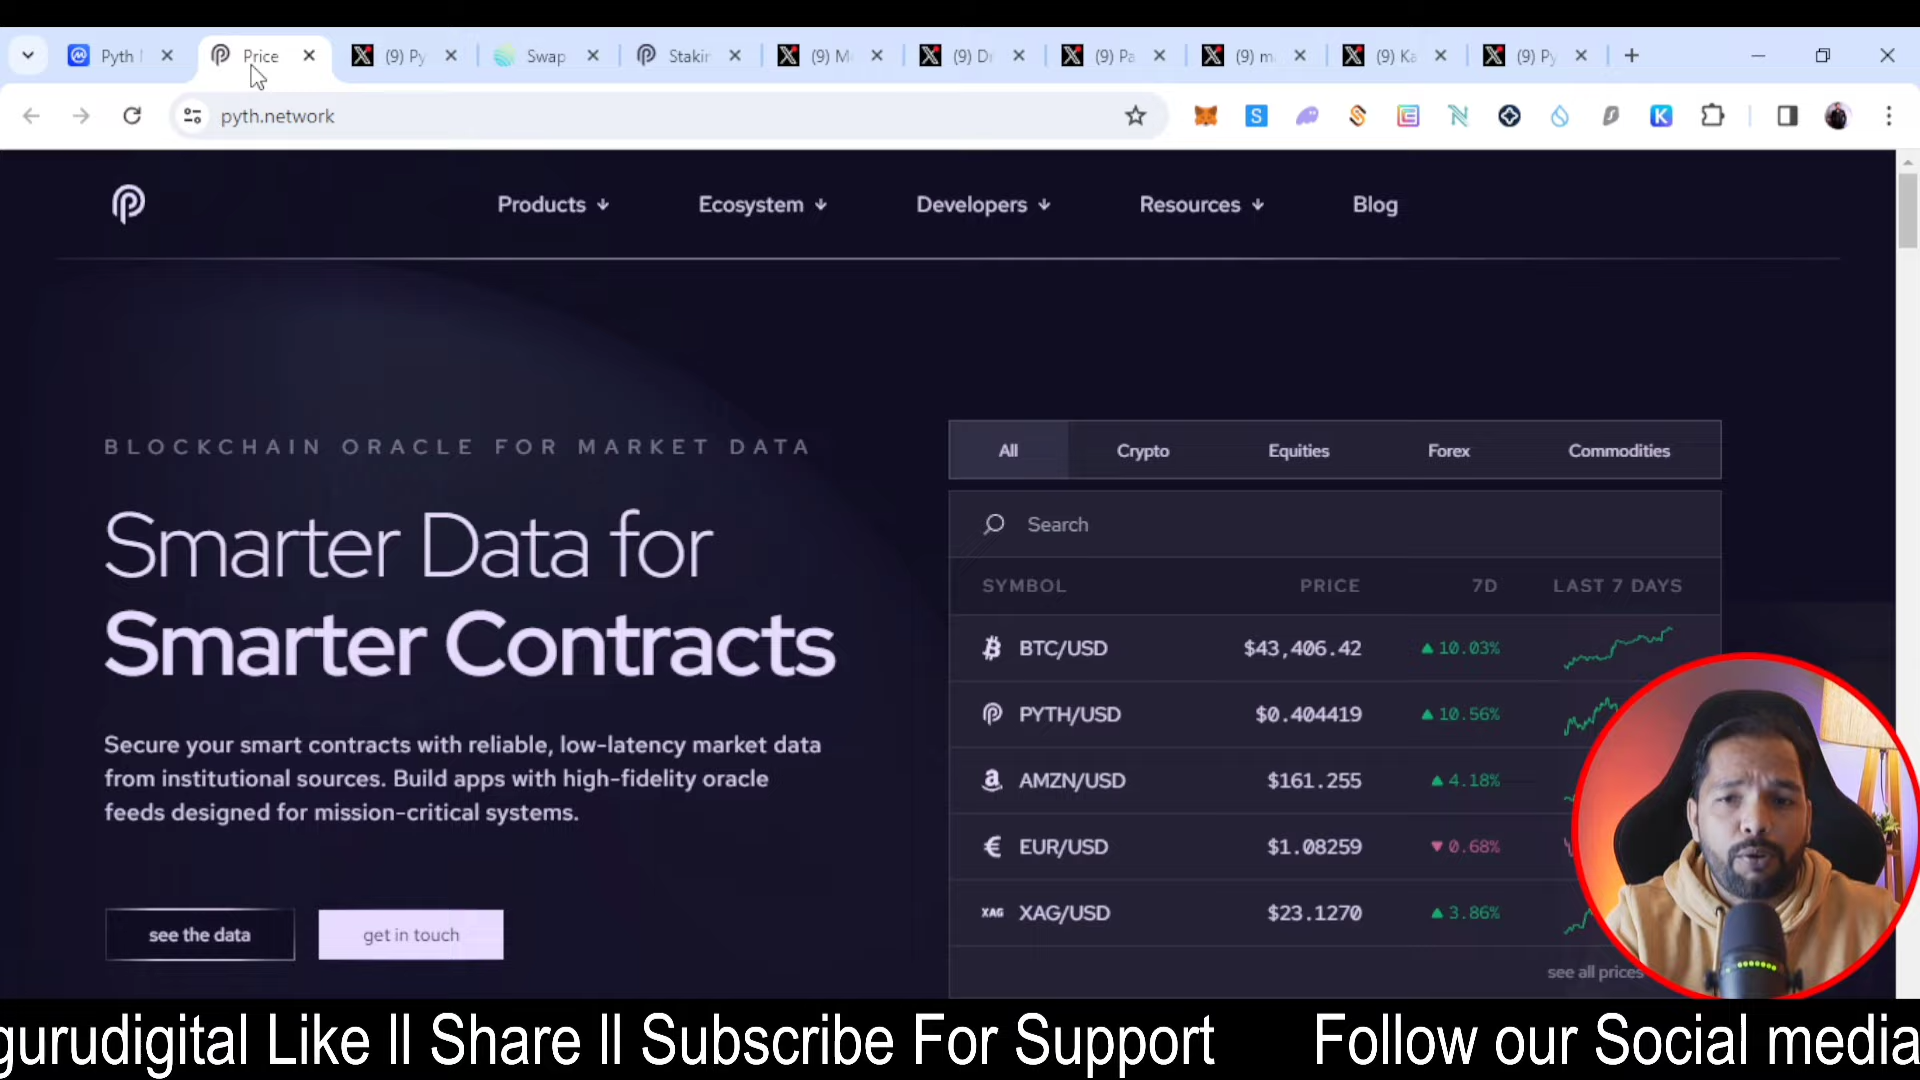 Pyth
Price
(9) Py
Swap
Stakin
(9) M
(9) Di
(9) Pa
(9) m
(9) Ka
(9) Py
pyth.network
Products
Ecosystem
Developers
Resources
Blog
BLOCKCHAIN ORACLE FOR MARKET DATA
Smarter Data for
Smarter Contracts
Secure your smart contracts with reliable, low-latency market data
from institutional sources. Build apps with high-fidelity oracle
feeds designed for mission-critical systems.
see the data
get in touch
All Crypto Equities Forex Commodities
Search
SYMBOL PRICE 7D LAST 7 DAYS
BTC/USD $43,406.42 10.03%
PYTH/USD $0.404419 10.56%
AMZN/USD $161.255 4.18%
EUR/USD $1.08259 0.68%
XAG XAG/USD $23.1270 3.86%
see all prices
gurudigital Like ll Share ll Subscribe For Support Follow our Social media